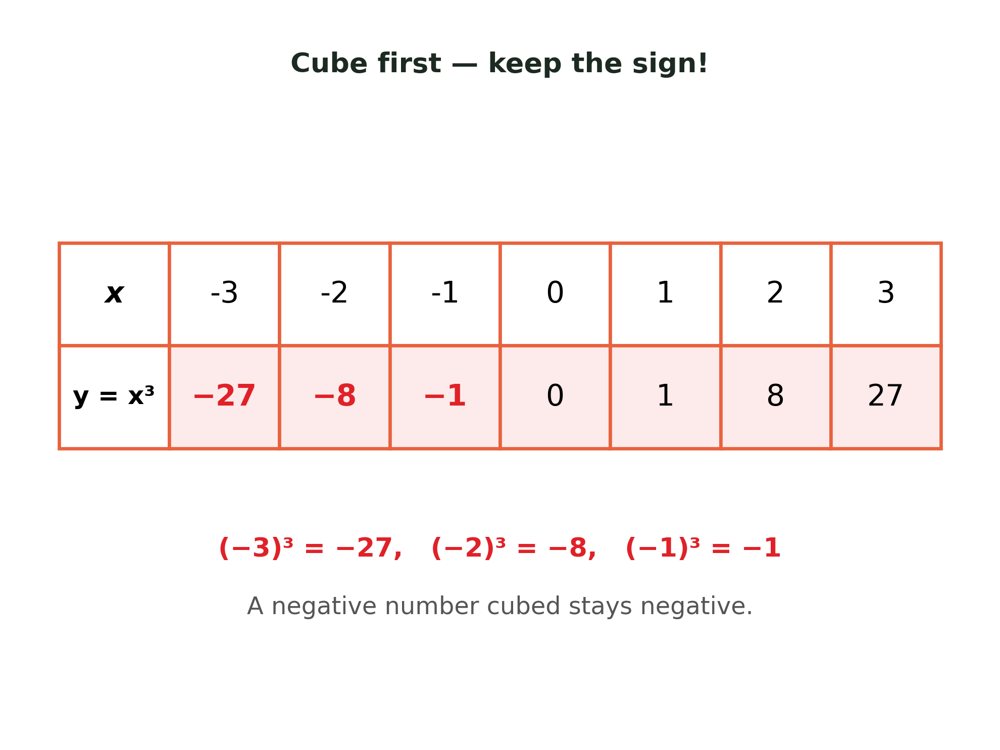 Cube first — keep the sign!
x -3 -2 -1 0 1 2 3
y = x³ −27 −8 −1 0 1 8 27
(−3)³ = −27, (−2)³ = −8, (−1)³ = −1
A negative number cubed stays negative.